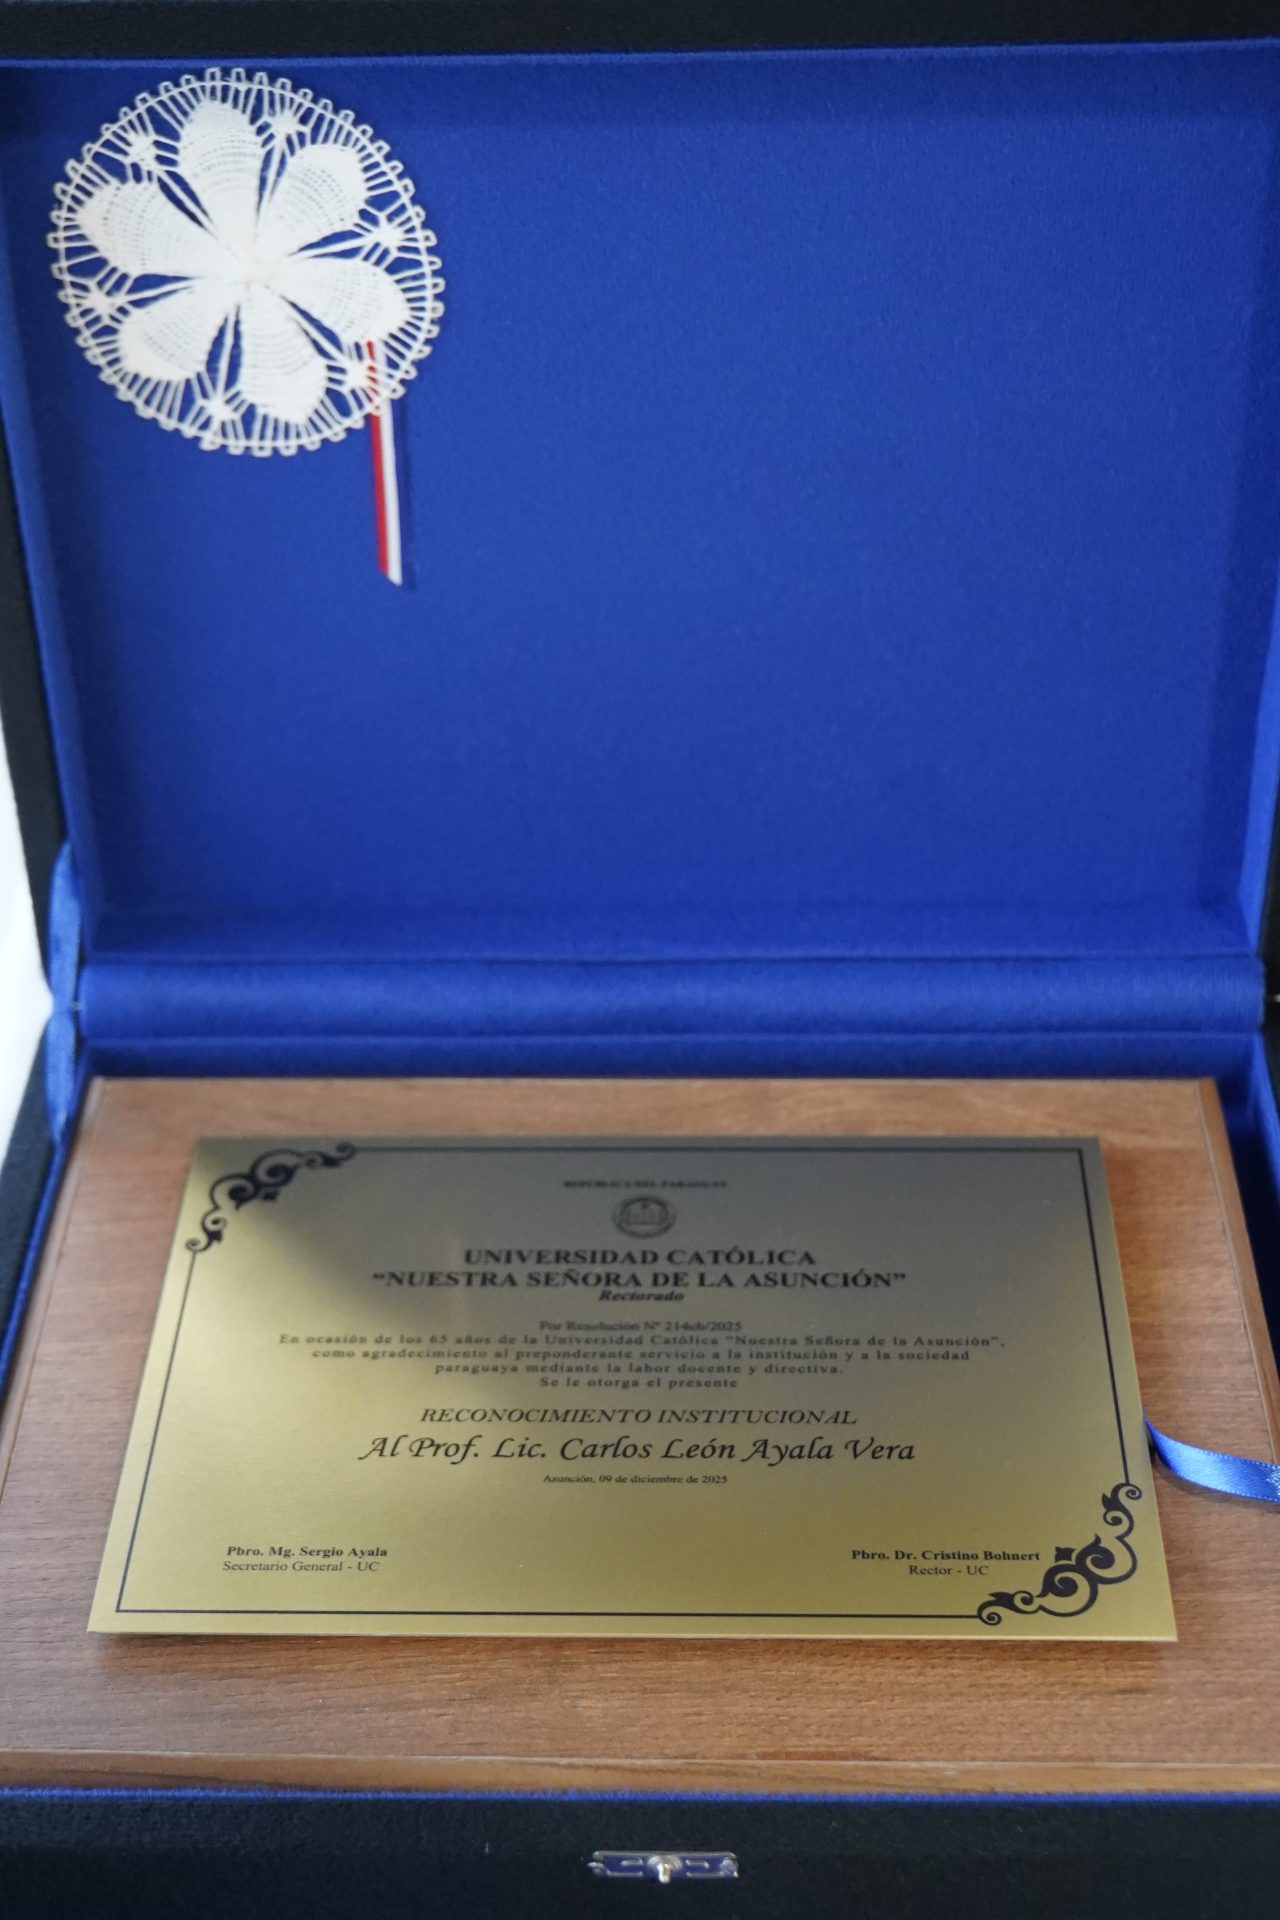 REPÚBLICA DEL PARAGUAY
UNIVERSIDAD CATÓLICA
“NUESTRA SEÑORA DE LA ASUNCIÓN”
Rectorado
Por Resolución Nº 214ch/2025
En ocasión de los 65 años de la Universidad Católica “Nuestra Señora de la Asunción”,
como agradecimiento al preponderante servicio a la institución y a la sociedad
paraguaya mediante la labor docente y directiva.
Se le otorga el presente
RECONOCIMIENTO INSTITUCIONAL
Al Prof. Lic. Carlos León Ayala Vera
Asunción, 09 de diciembre de 2025
Pbro. Mg. Sergio Ayala
Secretario General - UC
Pbro. Dr. Cristino Bohnert
Rector - UC